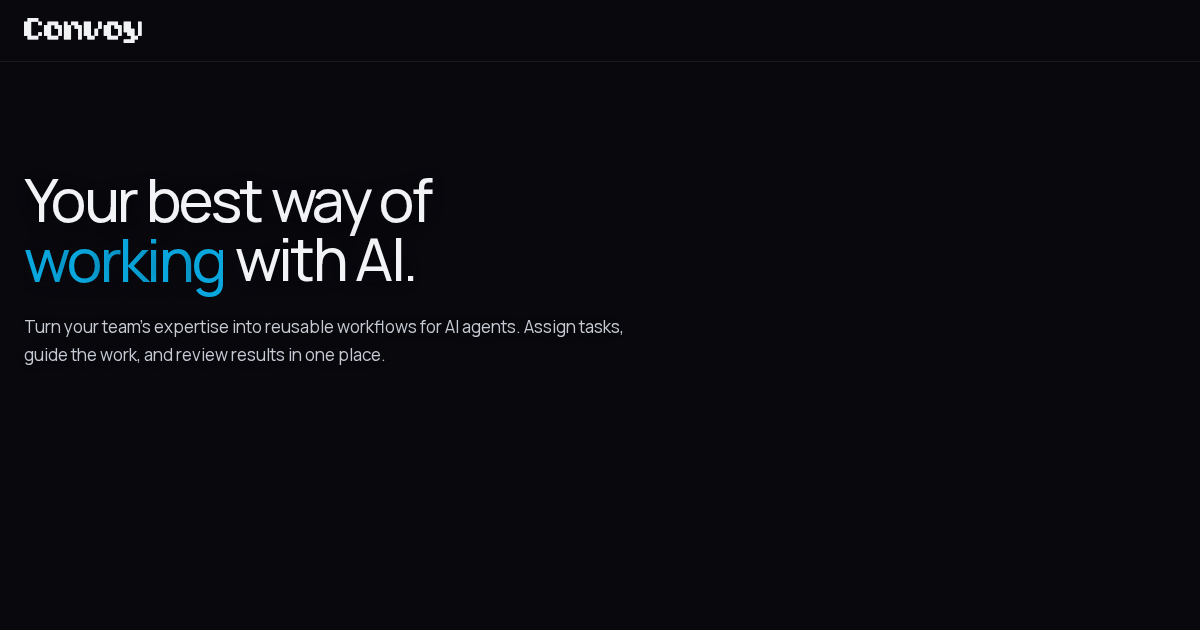 Convoy
Your best way of
working with AI.
Turn your team's expertise into reusable workflows for AI agents. Assign tasks,
guide the work, and review results in one place.